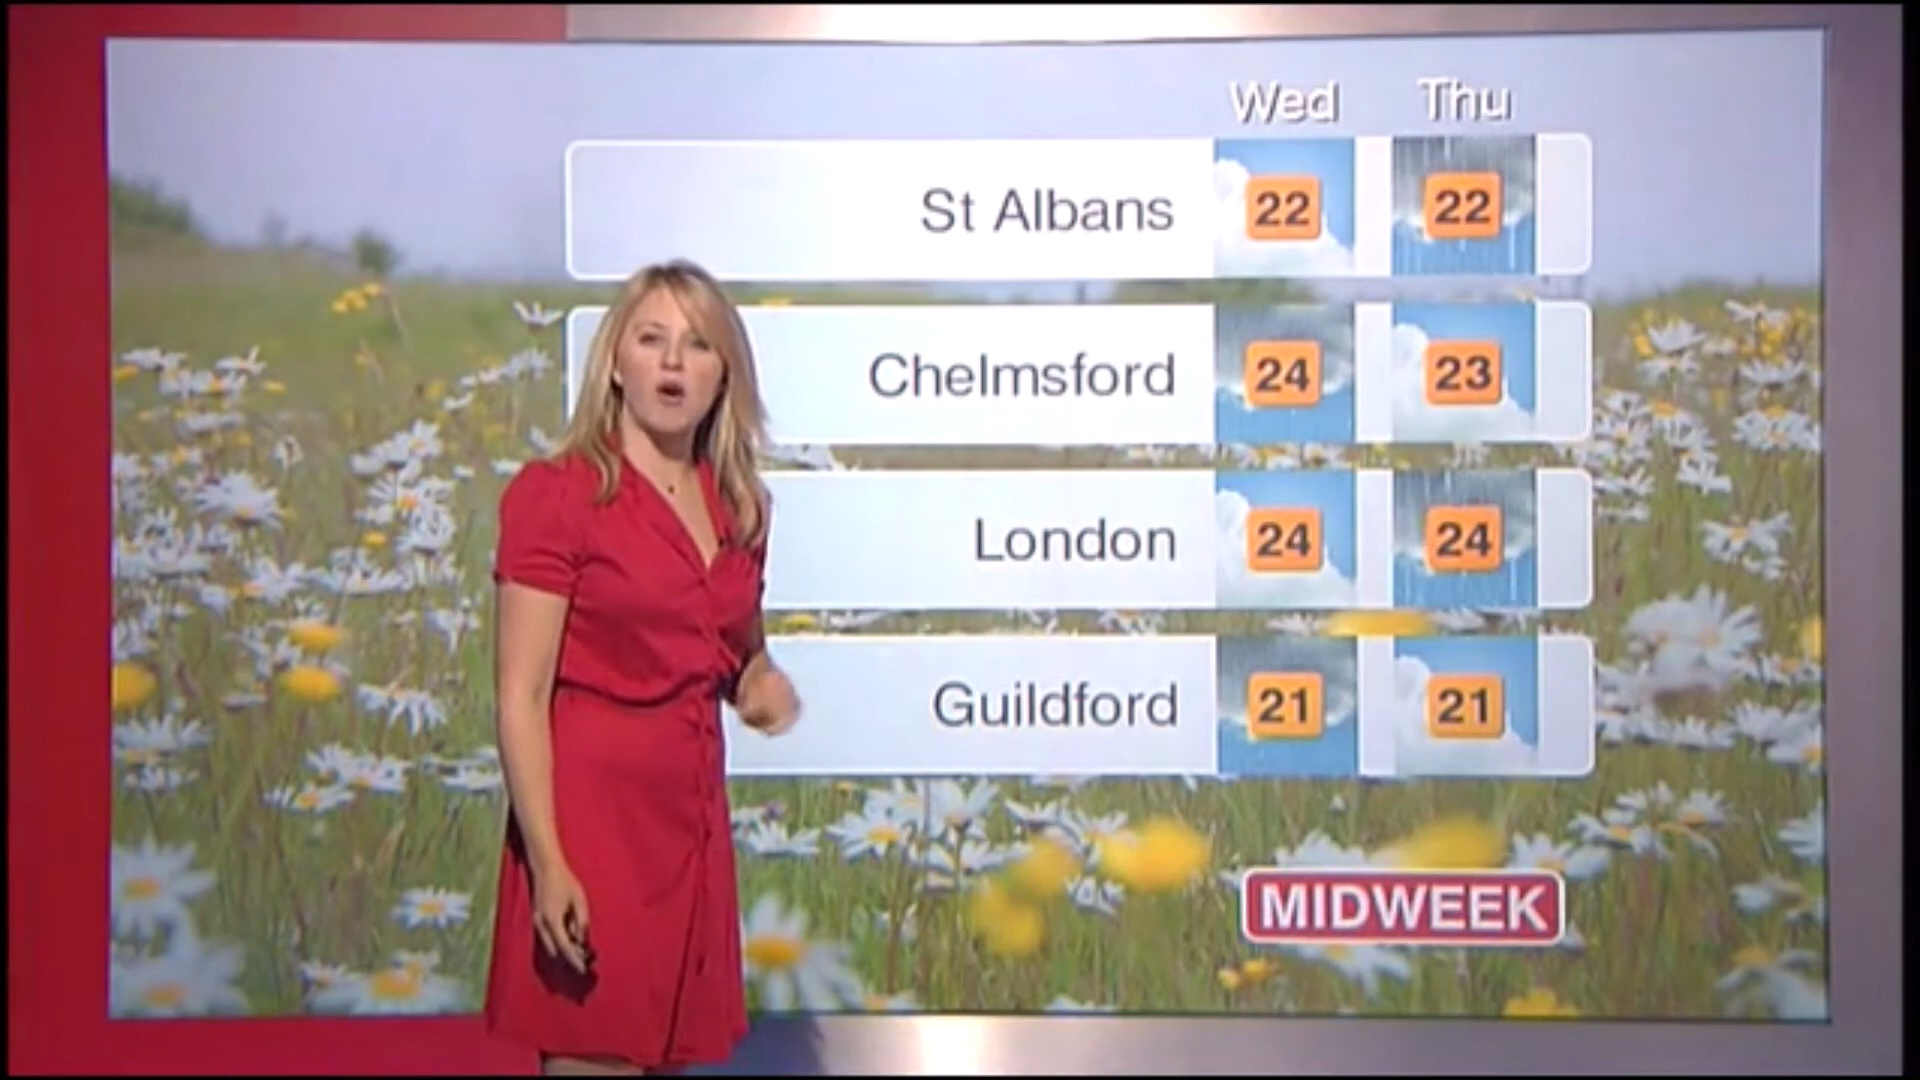 Wed Thu
St Albans 22 22
Chelmsford 24 23
London 24 24
Guildford 21 21
MIDWEEK